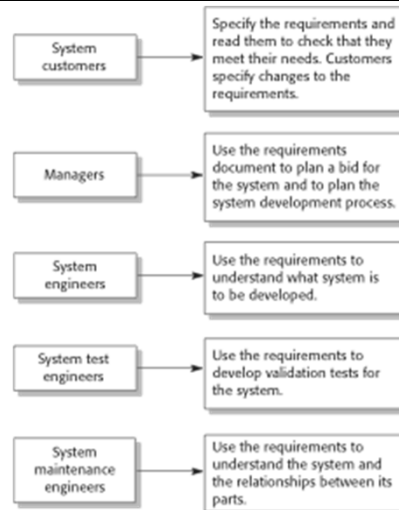 System
customers
Specify the requirements and
read them to check that they
meet their needs. Customers
specify changes to the
requirements.
Managers
Use the requirements
document to plan a bid for
the system and to plan the
system development process.
System
engineers
Use the requirements to
understand what system is
to be developed.
System test
engineers
Use the requirements to
develop validation tests for
the system.
System
maintenance
engineers
Use the requirements to
understand the system and
the relationships between its
parts.